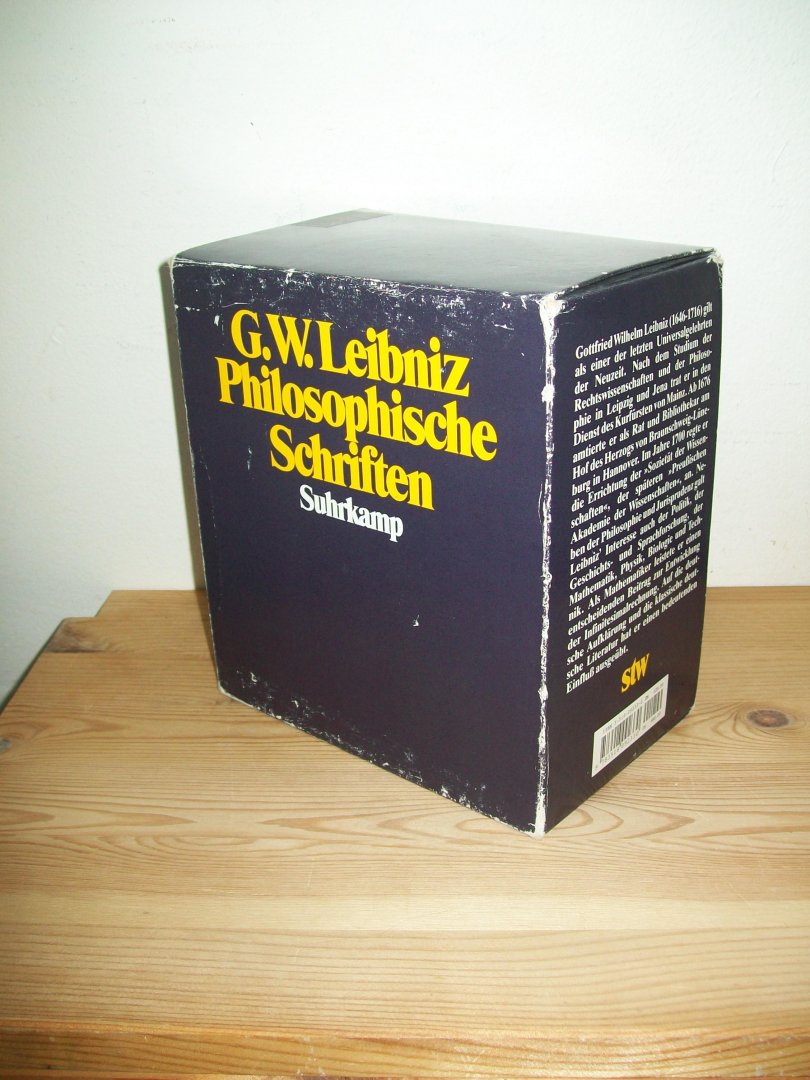 G.W. Leibniz
Philosophische
Schriften
Suhrkamp
Gottfried Wilhelm Leibniz (1646-1716) gilt
als einer der letzten Universalgelehrten
der Neuzeit. Nach dem Studium der
Rechtswissenschaften und der Philoso-
phie in Leipzig und Jena trat er in den
Dienst des Kurfürsten von Mainz. Ab 1676
amtierte er als Rat und Bibliothekar am
Hof des Herzogs von Braunschweig-Lüne-
burg in Hannover. Im Jahre 1700 regte er
die Errichtung der »Sozietät der Wissen-
schaften«, der späteren »Preußischen
Akademie der Wissenschaften«, an. Ne-
ben der Philosophie und Jurisprudenz galt
Leibniz' Interesse auch der Politik, der
Geschichts- und Sprachforschung, der
Mathematik, Physik, Biologie und Tech-
nik. Als Mathematiker leistete er einen
entscheidenden Beitrag zur Entwicklung
der Infinitesimalrechnung. Auf die deut-
sche Aufklärung und die klassische deut-
sche Literatur hat er einen bedeutenden
Einfluß ausgeübt.
stw